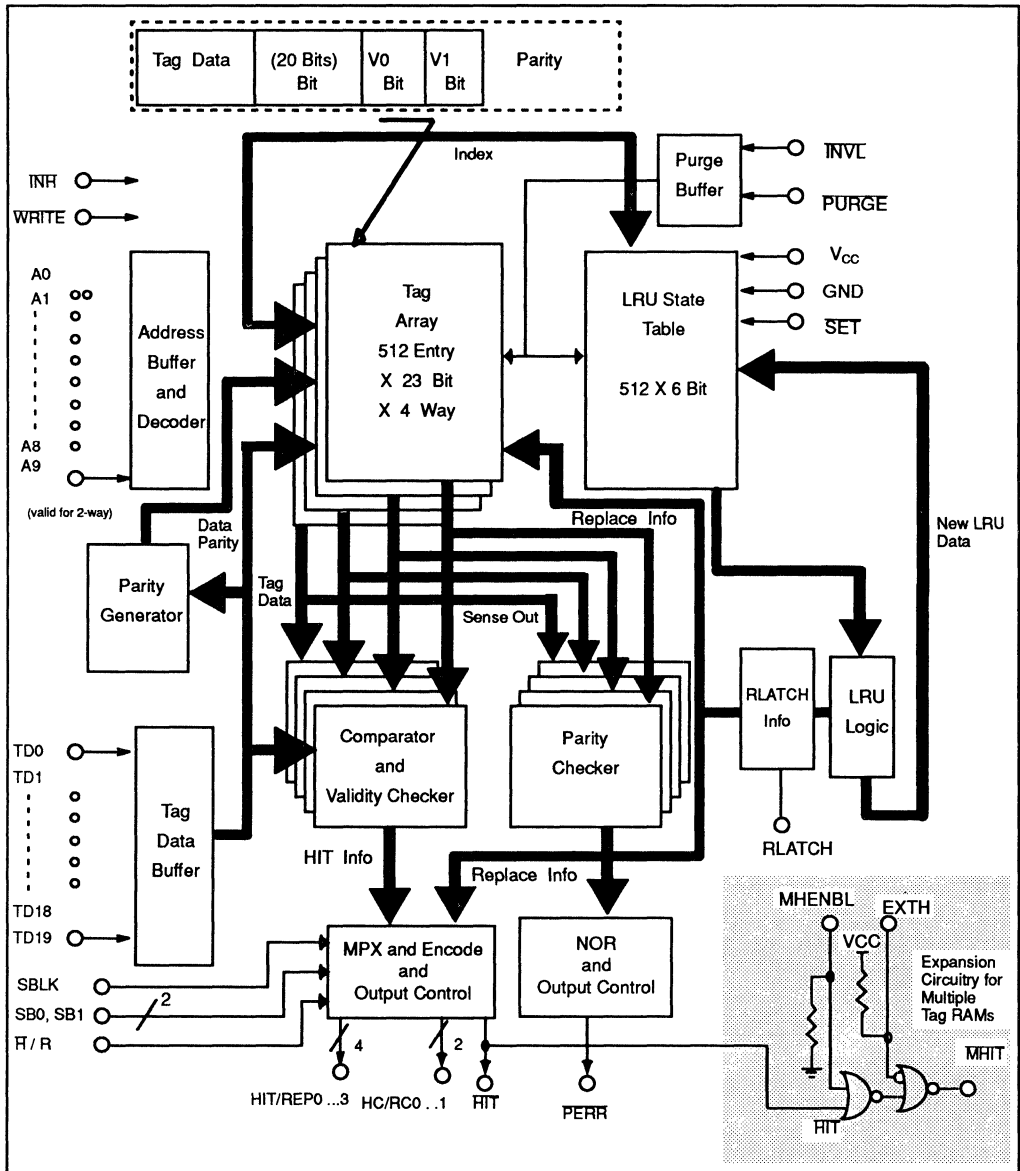 Tag Data (20 Bits) V0 V1 Parity
Bit Bit Bit
Index
Purge
Buffer
INVL
PURGE
INH
WRITE
A0
A1
A8
A9
(valid for 2-way)
Address
Buffer
and
Decoder
Tag
Array
512 Entry
X 23 Bit
X 4 Way
LRU State
Table
512 X 6 Bit
VCC
GND
SET
Replace Info
New LRU
Data
Data
Parity
Parity
Generator
Tag
Data
Sense Out
RLATCH
Info
LRU
Logic
RLATCH
TD0
TD1
TD18
TD19
Tag
Data
Buffer
Comparator
and
Validity Checker
Parity
Checker
HIT Info
Replace Info
MPX and Encode
and
Output Control
NOR
and
Output Control
SBLK
SB0, SB1
2
H / R
4
2
HIT/REP0 ...3
HC/RC0 . .1
HIT
PERR
MHENBL
EXTH
VCC
Expansion
Circuitry for
Multiple
Tag RAMs
MHIT
HIT